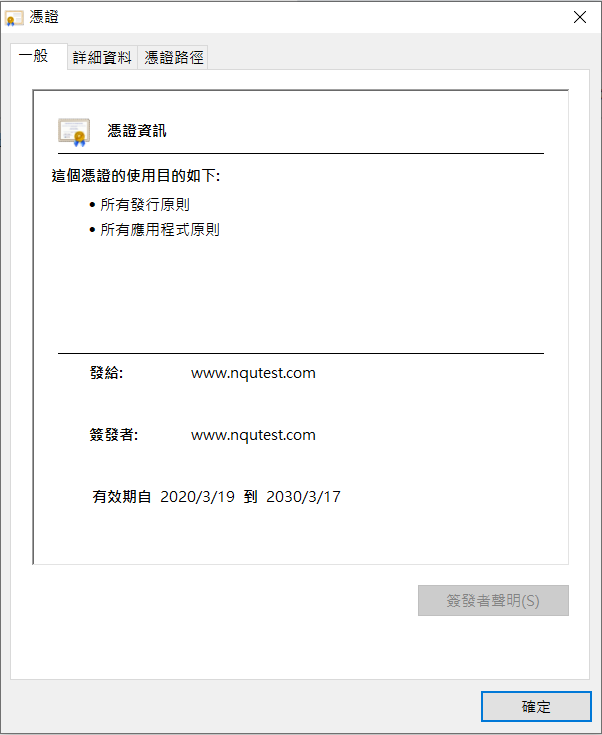 憑證
一般 詳細資料 憑證路徑
憑證資訊
這個憑證的使用目的如下:
• 所有發行原則
• 所有應用程式原則
發給: www.nqutest.com
簽發者: www.nqutest.com
有效期自 2020/3/19 到 2030/3/17
簽發者聲明(S)
確定